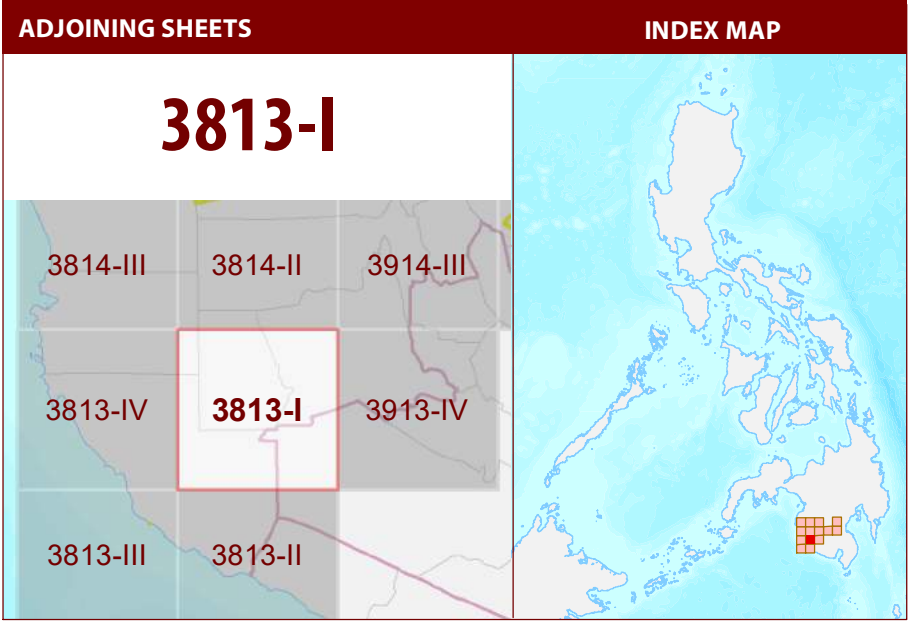 ADJOINING SHEETS
INDEX MAP
3813-I
3814-III
3814-II
3914-III
3813-IV
3813-I
3913-IV
3813-III
3813-II